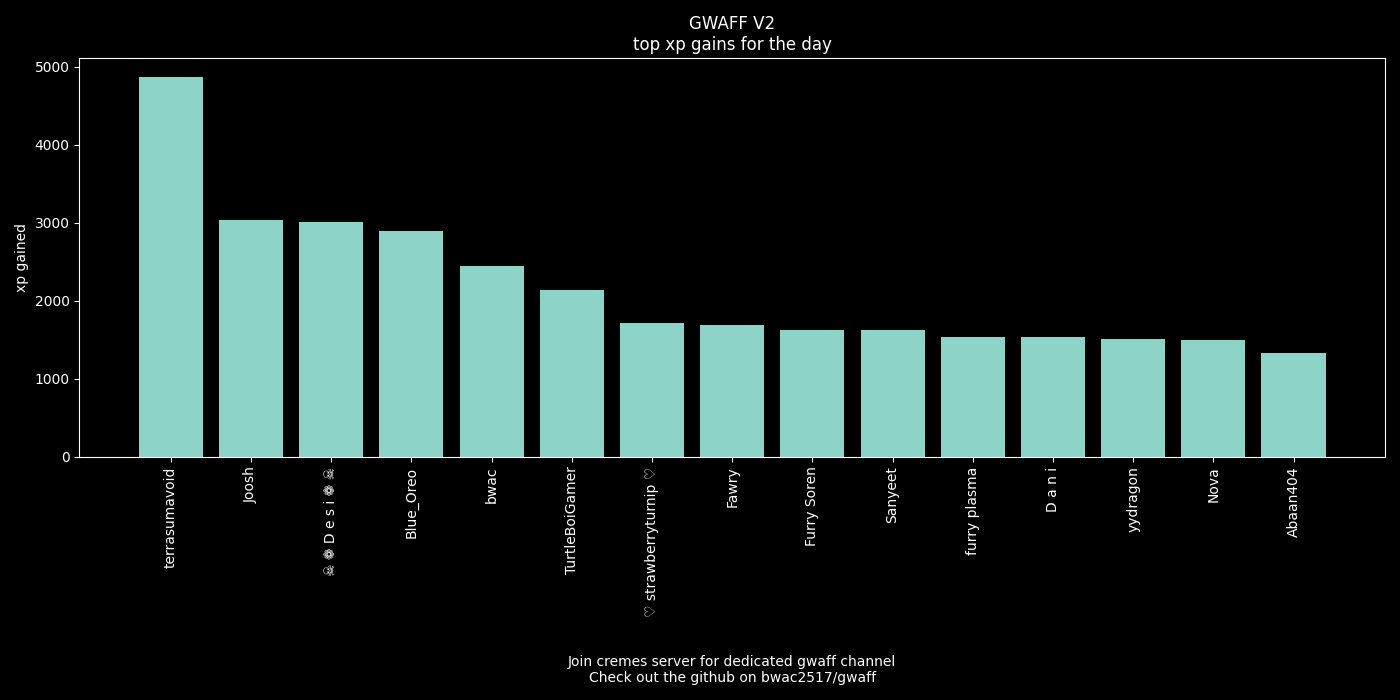 GWAFF V2
top xp gains for the day
xp gained
5000
4000
3000
2000
1000
0
terrasumavoid
Joosh
☠ ❁ D e s i ❁ ☠
Blue_Oreo
bwac
TurtleBoiGamer
♡ strawberryturnip ♡
Fawry
Furry Soren
Sanyeet
furry plasma
D a n i
yydragon
Nova
Abaan404
Join cremes server for dedicated gwaff channel
Check out the github on bwac2517/gwaff